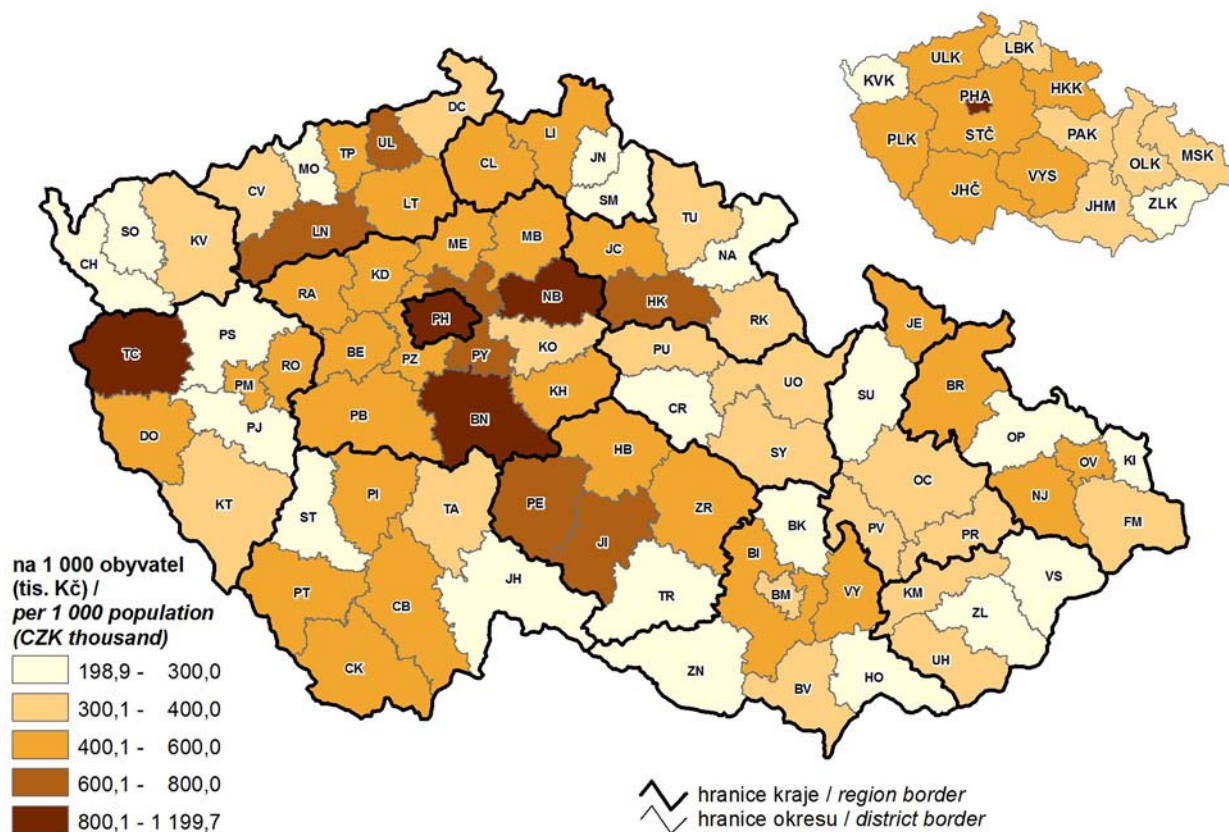 DC
UL
TP
MO
CV
LT
LN
CL
LI
JN
SM
SO
KV
CH
TU
NA
JC
HK
RK
ME
MB
KD
RA
NB
PH
KO
BE
PZ
PY
KH
PB
BN
TC
PS
RO
PM
PJ
DO
KT
PU
UO
CR
SY
JE
BR
SU
OP
OV
KI
NJ
FM
OC
PV
PR
HB
PE
ZR
JI
TR
ST
PI
TA
JH
PT
CB
CK
BK
BI
BM
VY
ZN
BV
HO
KM
VS
ZL
UH
KVK
ULK
LBK
HKK
PHA
STČ
PLK
PAK
OLK
MSK
JHČ
VYS
JHM
ZLK
na 1 000 obyvatel
(tis. Kč) /
per 1 000 population
(CZK thousand)
198,9 - 300,0
300,1 - 400,0
400,1 - 600,0
600,1 - 800,0
800,1 - 1 199,7
hranice kraje / region border
hranice okresu / district border